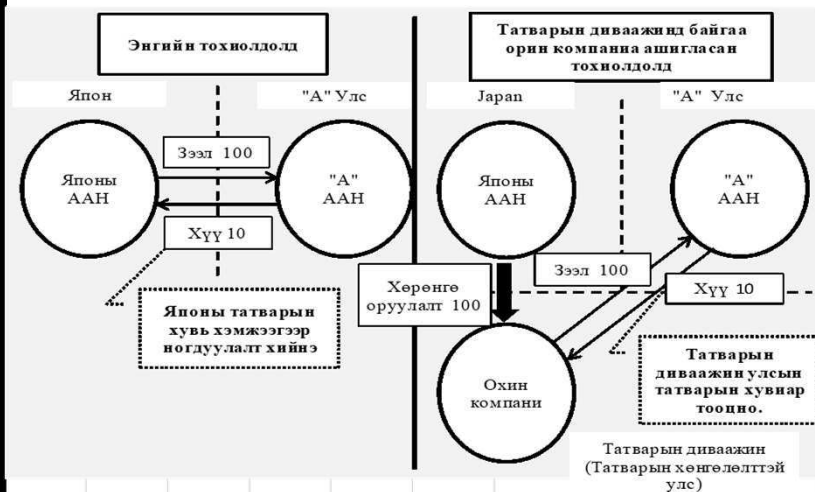 Энгийн тохиолдолд
Япон
"А" Улс
Японы
ААН
Зээл 100
Хүү 10
"А"
ААН
Японы татварын
хувь хэмжээгээр
ногдуулалт хийнэ
Татварын диваажинд байгаа
орин компаниа ашигласан
тохиолдолд
Japan
"А" Улс
Японы
ААН
"А"
ААН
Хөрөнгө
оруулалт 100
Зээл 100
Хүү 10
Охин
компани
Татварын
диваажин улсын
татварын хувиар
тооцно.
Татварын диваажин
(Татварын хөнгөлөлттэй
улс)